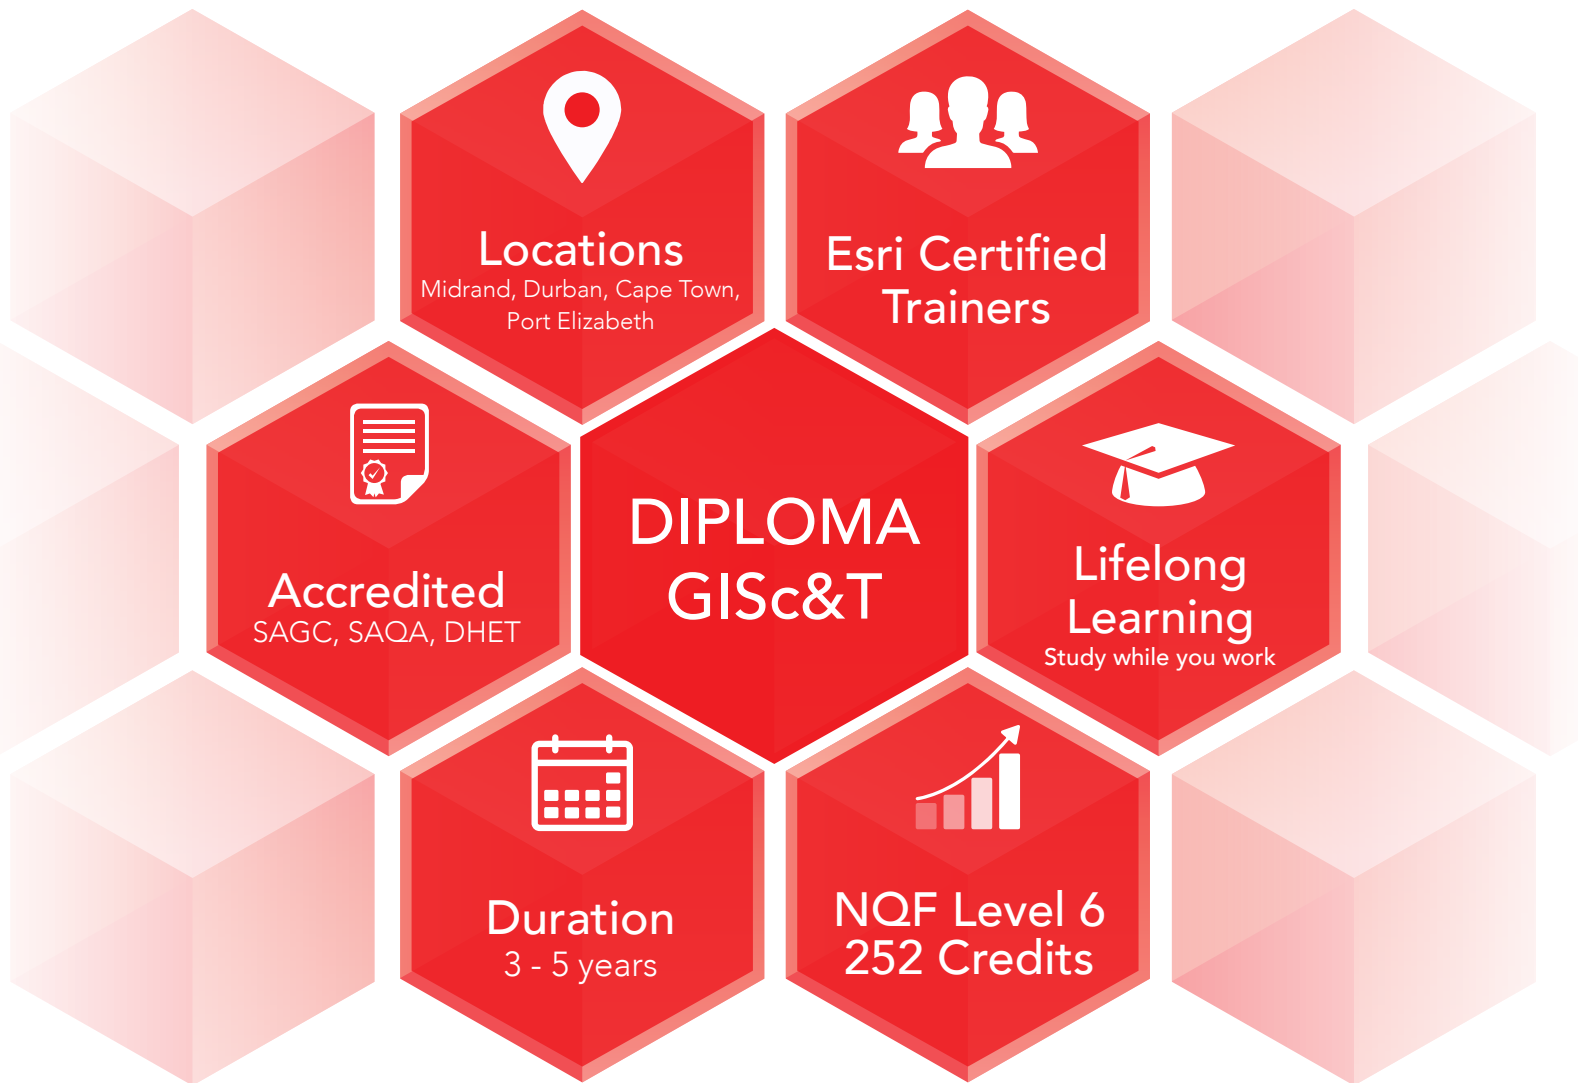 Locations
Midrand, Durban, Cape Town,
Port Elizabeth
Esri Certified
Trainers
Accredited
SAGC, SAQA, DHET
DIPLOMA
GISc&T
Lifelong
Learning
Study while you work
Duration
3 - 5 years
NQF Level 6
252 Credits